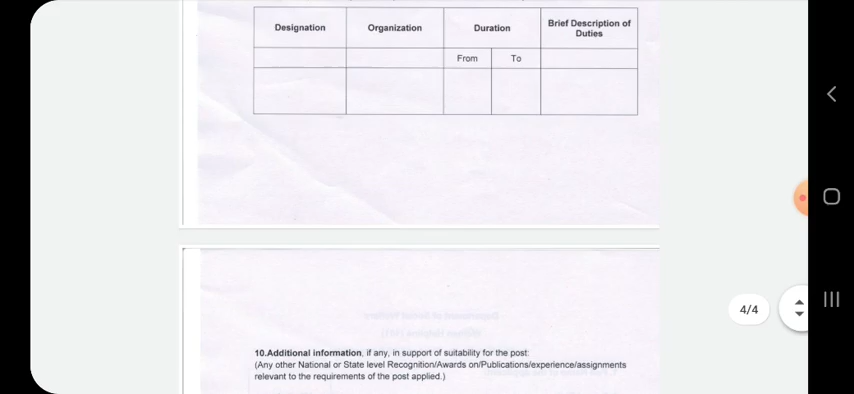 Designation Organization Duration Brief Description of
Duties
From To
4/4
10.Additional information, if any, in support of suitability for the post:
(Any other National or State level Recognition/Awards on/Publications/experience/assignments
relevant to the requirements of the post applied.)